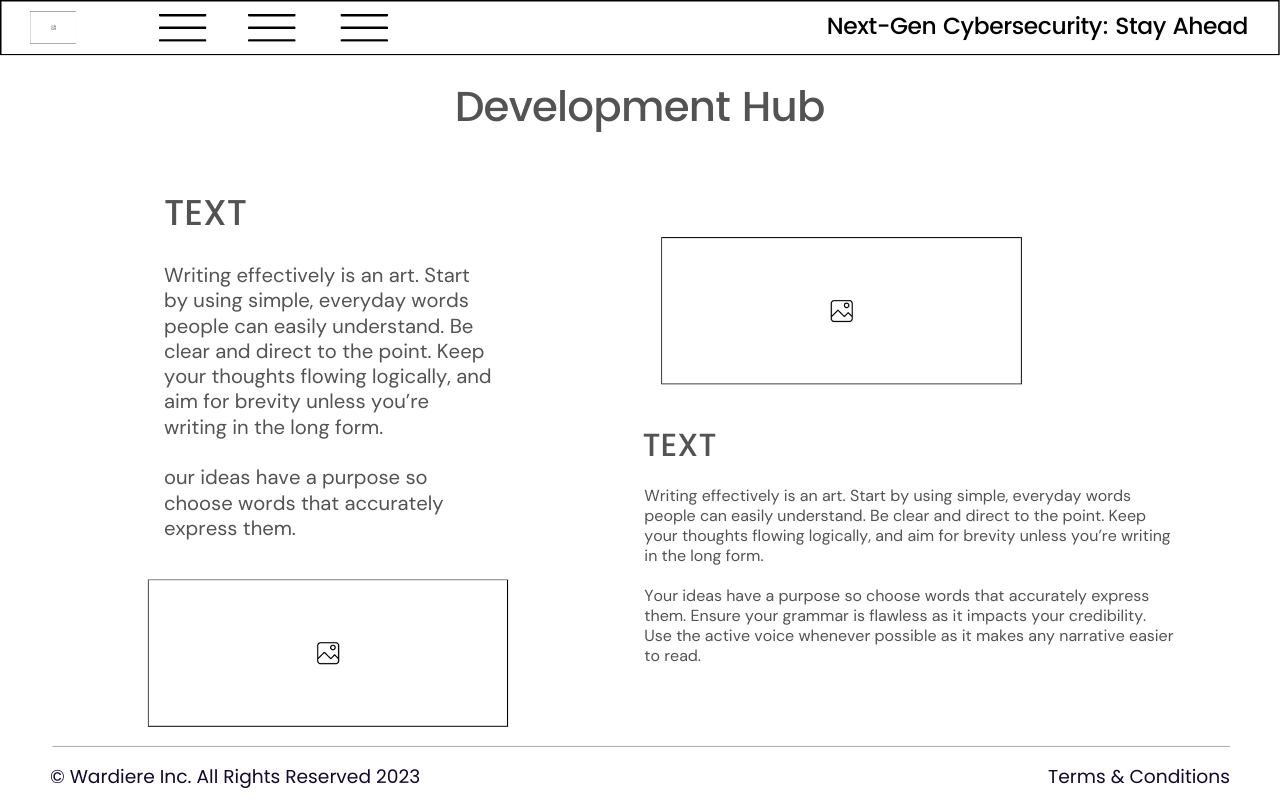 Next-Gen Cybersecurity: Stay Ahead
Development Hub
TEXT
Writing effectively is an art. Start
by using simple, everyday words
people can easily understand. Be
clear and direct to the point. Keep
your thoughts flowing logically, and
aim for brevity unless you’re
writing in the long form.
our ideas have a purpose so
choose words that accurately
express them.
TEXT
Writing effectively is an art. Start by using simple, everyday words
people can easily understand. Be clear and direct to the point. Keep
your thoughts flowing logically, and aim for brevity unless you’re writing
in the long form.
Your ideas have a purpose so choose words that accurately express
them. Ensure your grammar is flawless as it impacts your credibility.
Use the active voice whenever possible as it makes any narrative easier
to read.
© Wardiere Inc. All Rights Reserved 2023
Terms & Conditions